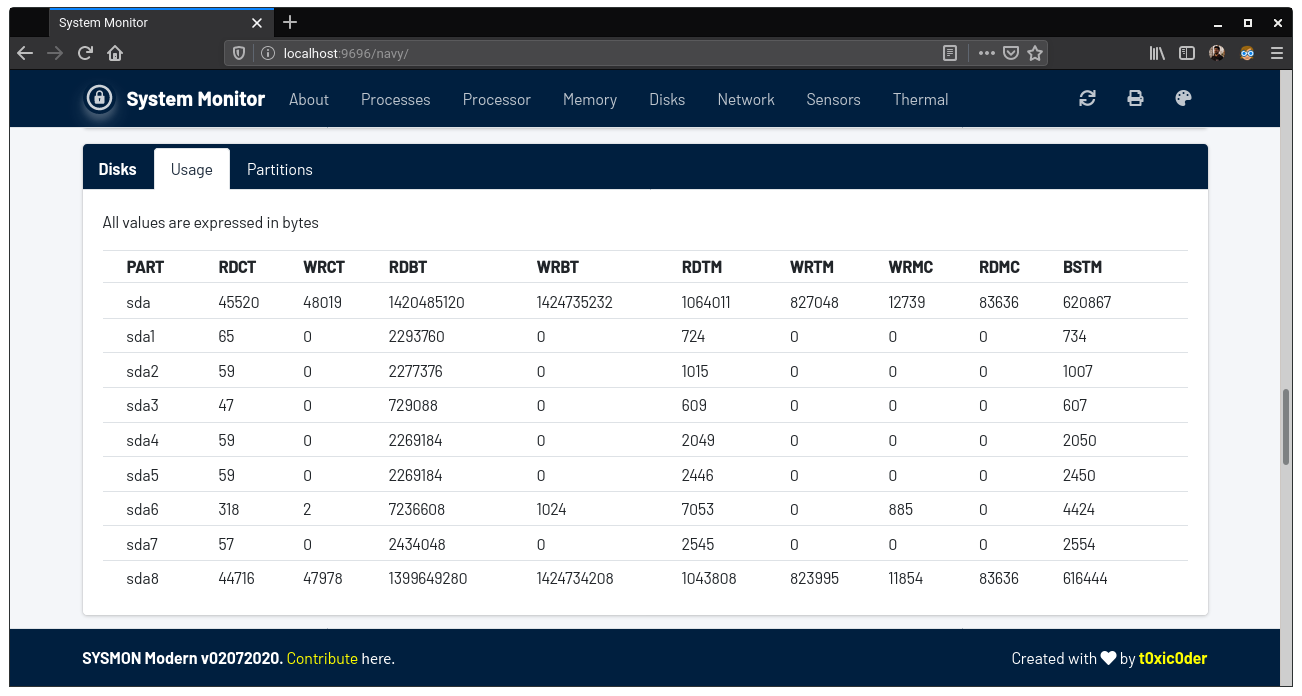 System Monitor
localhost:9696/navy/
System Monitor About Processes Processor Memory Disks Network Sensors Thermal
Disks Usage Partitions
All values are expressed in bytes
PART RDCT WRCT RDBT WRBT RDTM WRTM WRMC RDMC BSTM
sda 45520 48019 1420485120 1424735232 1064011 827048 12739 83636 620867
sda1 65 0 2293760 0 724 0 0 0 734
sda2 59 0 2277376 0 1015 0 0 0 1007
sda3 47 0 729088 0 609 0 0 0 607
sda4 59 0 2269184 0 2049 0 0 0 2050
sda5 59 0 2269184 0 2446 0 0 0 2450
sda6 318 2 7236608 1024 7053 0 885 0 4424
sda7 57 0 2434048 0 2545 0 0 0 2554
sda8 44716 47978 1399649280 1424734208 1043808 823995 11854 83636 616444
SYSMON Modern v02072020. Contribute here. Created with ♥ by t0xic0der